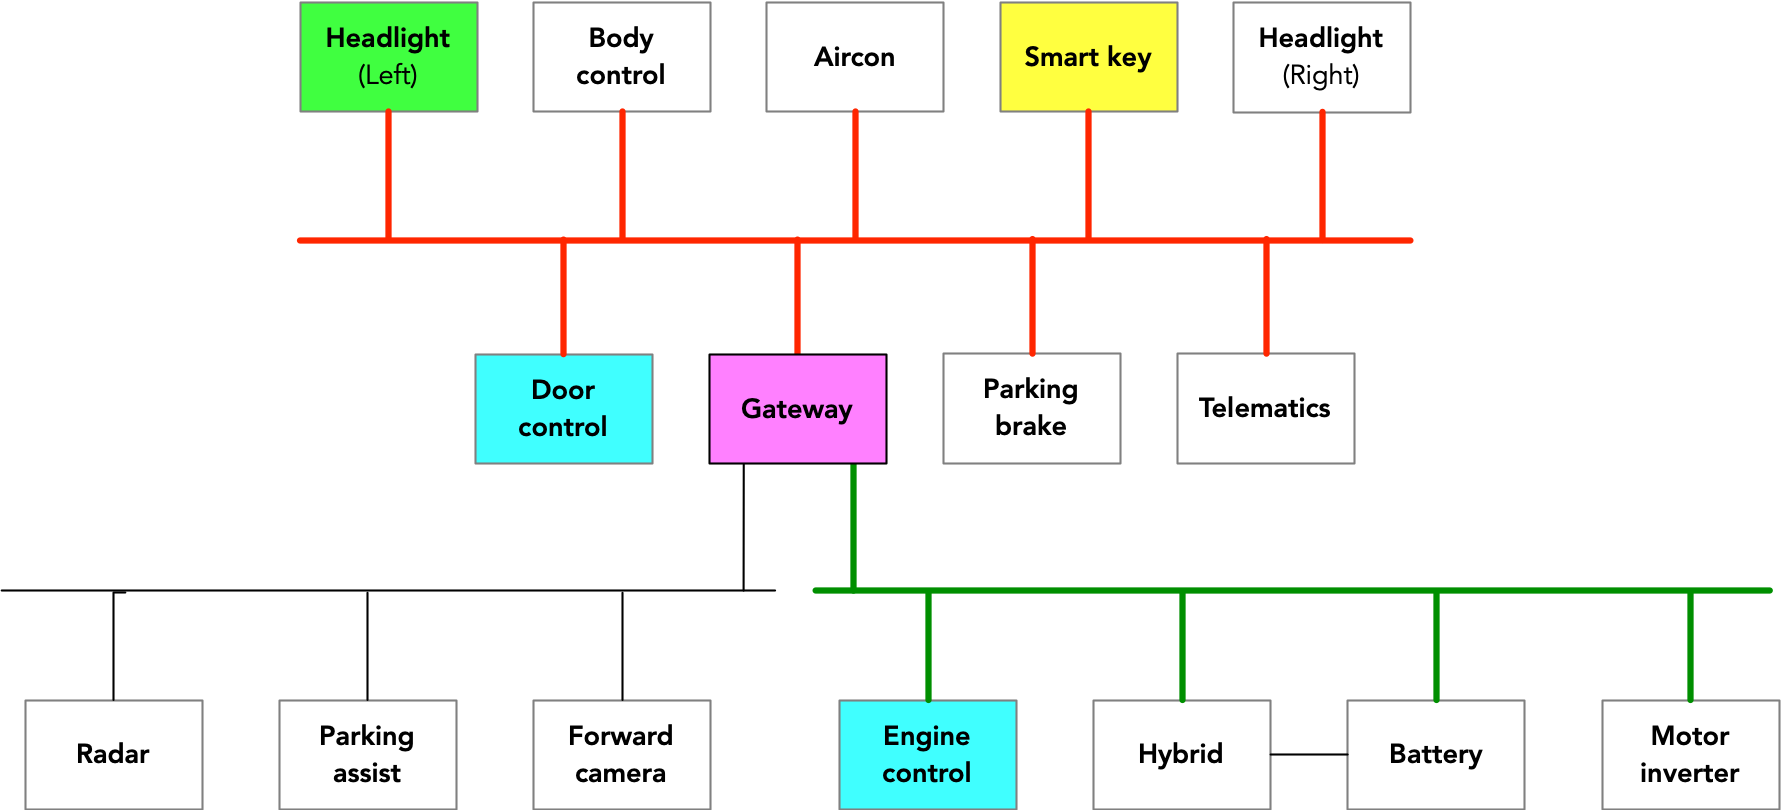 Headlight
(Left)
Body
control
Aircon
Smart key
Headlight
(Right)
Door
control
Gateway
Parking
brake
Telematics
Radar
Parking
assist
Forward
camera
Engine
control
Hybrid
Battery
Motor
inverter